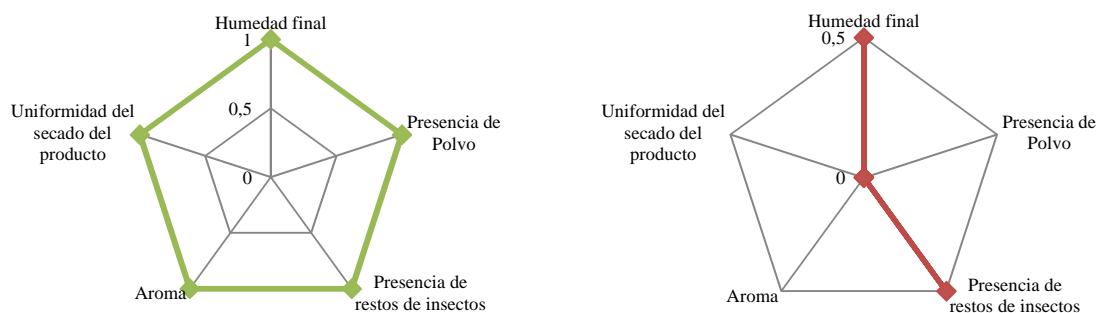 Humedad final
1
0,5
0
Presencia de
Polvo
Presencia de
restos de insectos
Aroma
Uniformidad del
secado del
producto
Humedad final
0,5
0
Presencia de
Polvo
Presencia de
restos de insectos
Aroma
Uniformidad del
secado del
producto